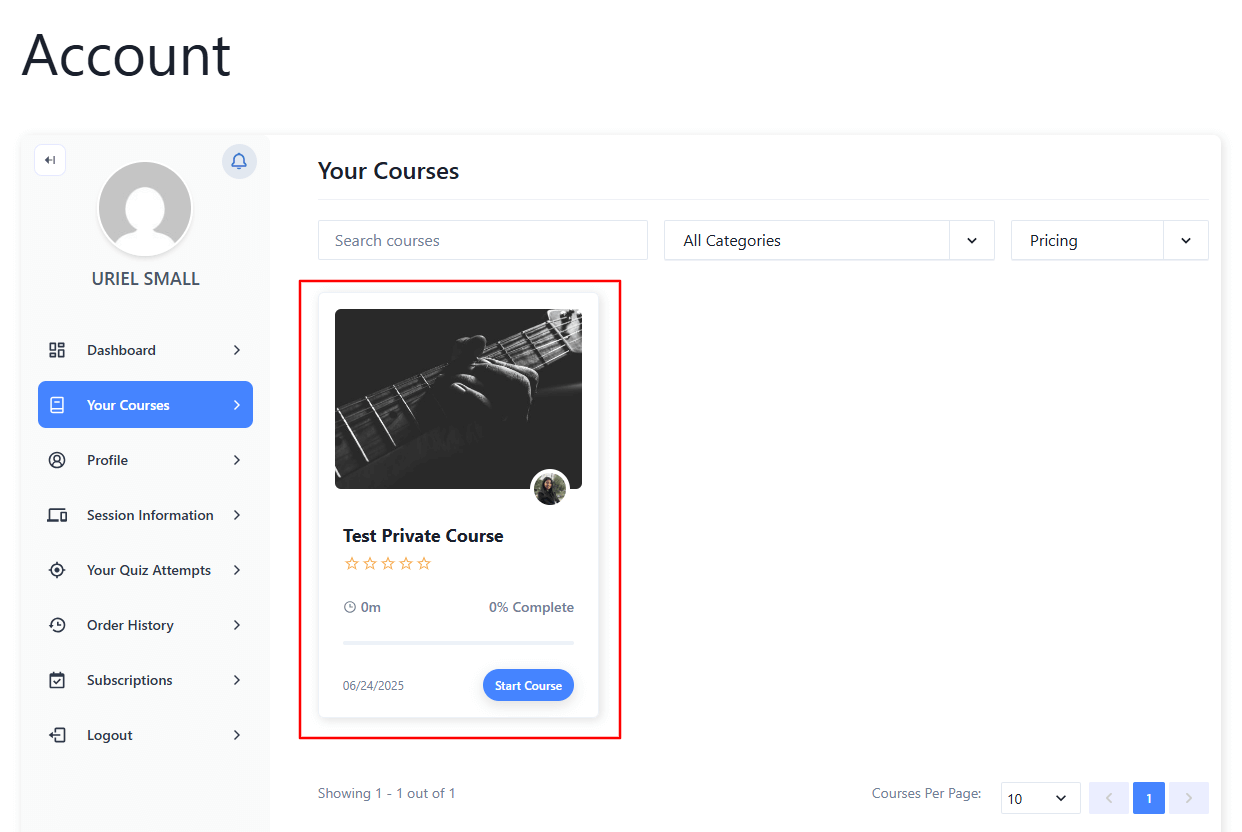 Account
Your Courses
Search courses
All Categories
Pricing
URIEL SMALL
Dashboard
Your Courses
Profile
Session Information
Your Quiz Attempts
Order History
Subscriptions
Logout
Test Private Course
0m
0% Complete
06/24/2025
Start Course
Showing 1 - 1 out of 1
Courses Per Page:
10
1